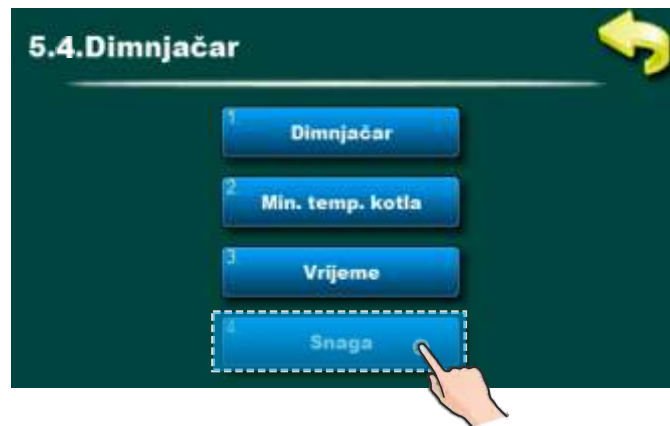 5.4.Dimnjačar
1.
Dimnjačar
2.
Min. temp. kotla
3.
Vrijeme
4.
Snaga